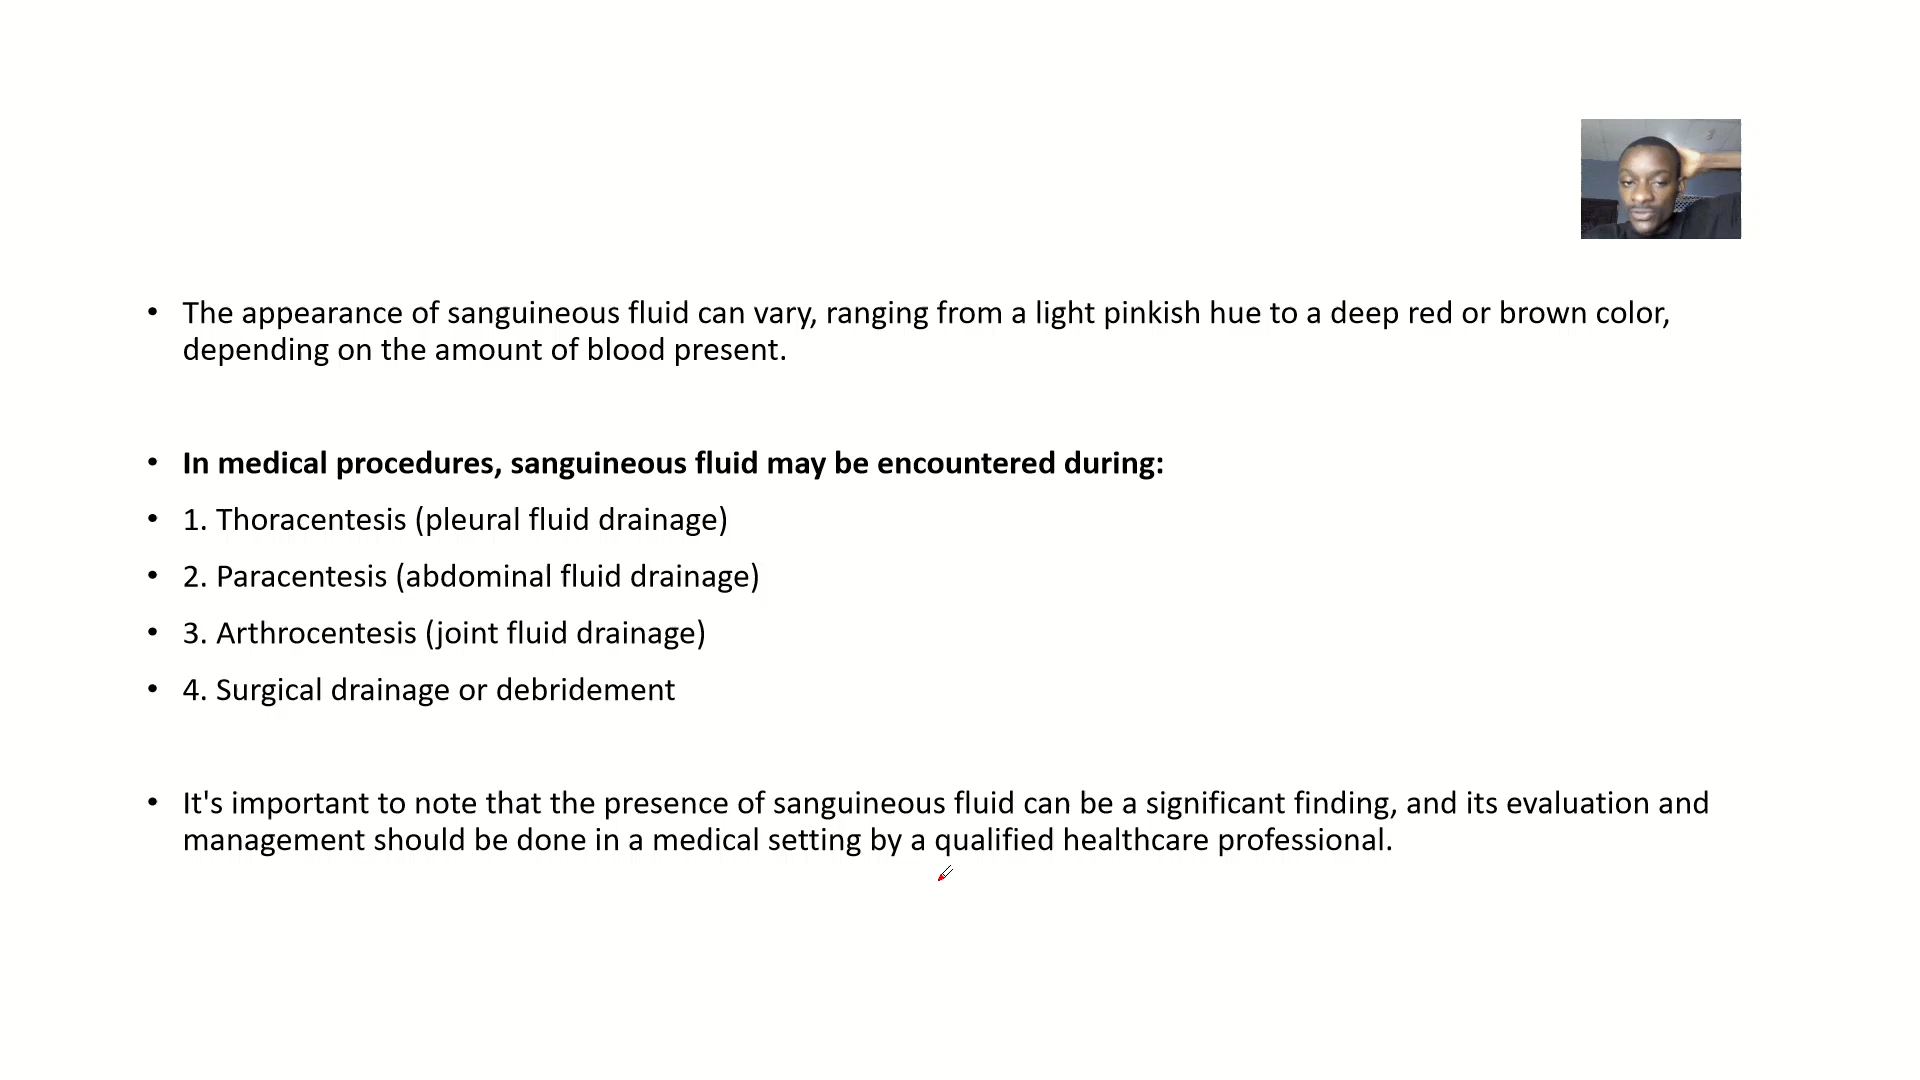 • The appearance of sanguineous fluid can vary, ranging from a light pinkish hue to a deep red or brown color,
depending on the amount of blood present.
• In medical procedures, sanguineous fluid may be encountered during:
• 1. Thoracentesis (pleural fluid drainage)
• 2. Paracentesis (abdominal fluid drainage)
• 3. Arthrocentesis (joint fluid drainage)
• 4. Surgical drainage or debridement
• It's important to note that the presence of sanguineous fluid can be a significant finding, and its evaluation and
management should be done in a medical setting by a qualified healthcare professional.